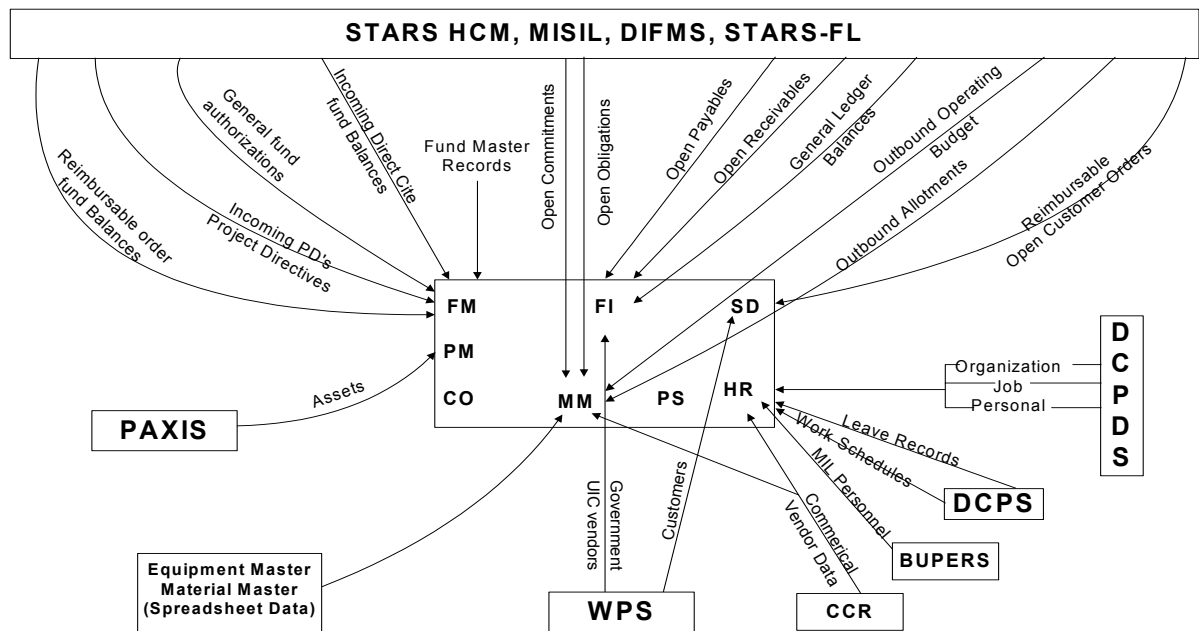 STARS HCM, MISIL, DIFMS, STARS-FL
Reimbursable order
fund Balances
Incoming PD's
Project Directives
General fund
authorizations
Incoming Direct Cite
fund Balances
Fund Master
Records
Open Commitments
Open Obligations
Open Payables
Open Receivables
General Ledger
Balances
Outbound Operating
Budget
Outbound Allotments
Reimbursable
Open Customer Orders
FM
FI
SD
PM
CO
MM
PS
HR
Assets
PAXIS
Organization
Job
Personal
D
C
P
D
S
Leave Records
Work Schedules
DCPS
MIL Personnel
BUPERS
Commerical
Vendor Data
CCR
Government
UIC vendors
Customers
WPS
Equipment Master
Material Master
(Spreadsheet Data)